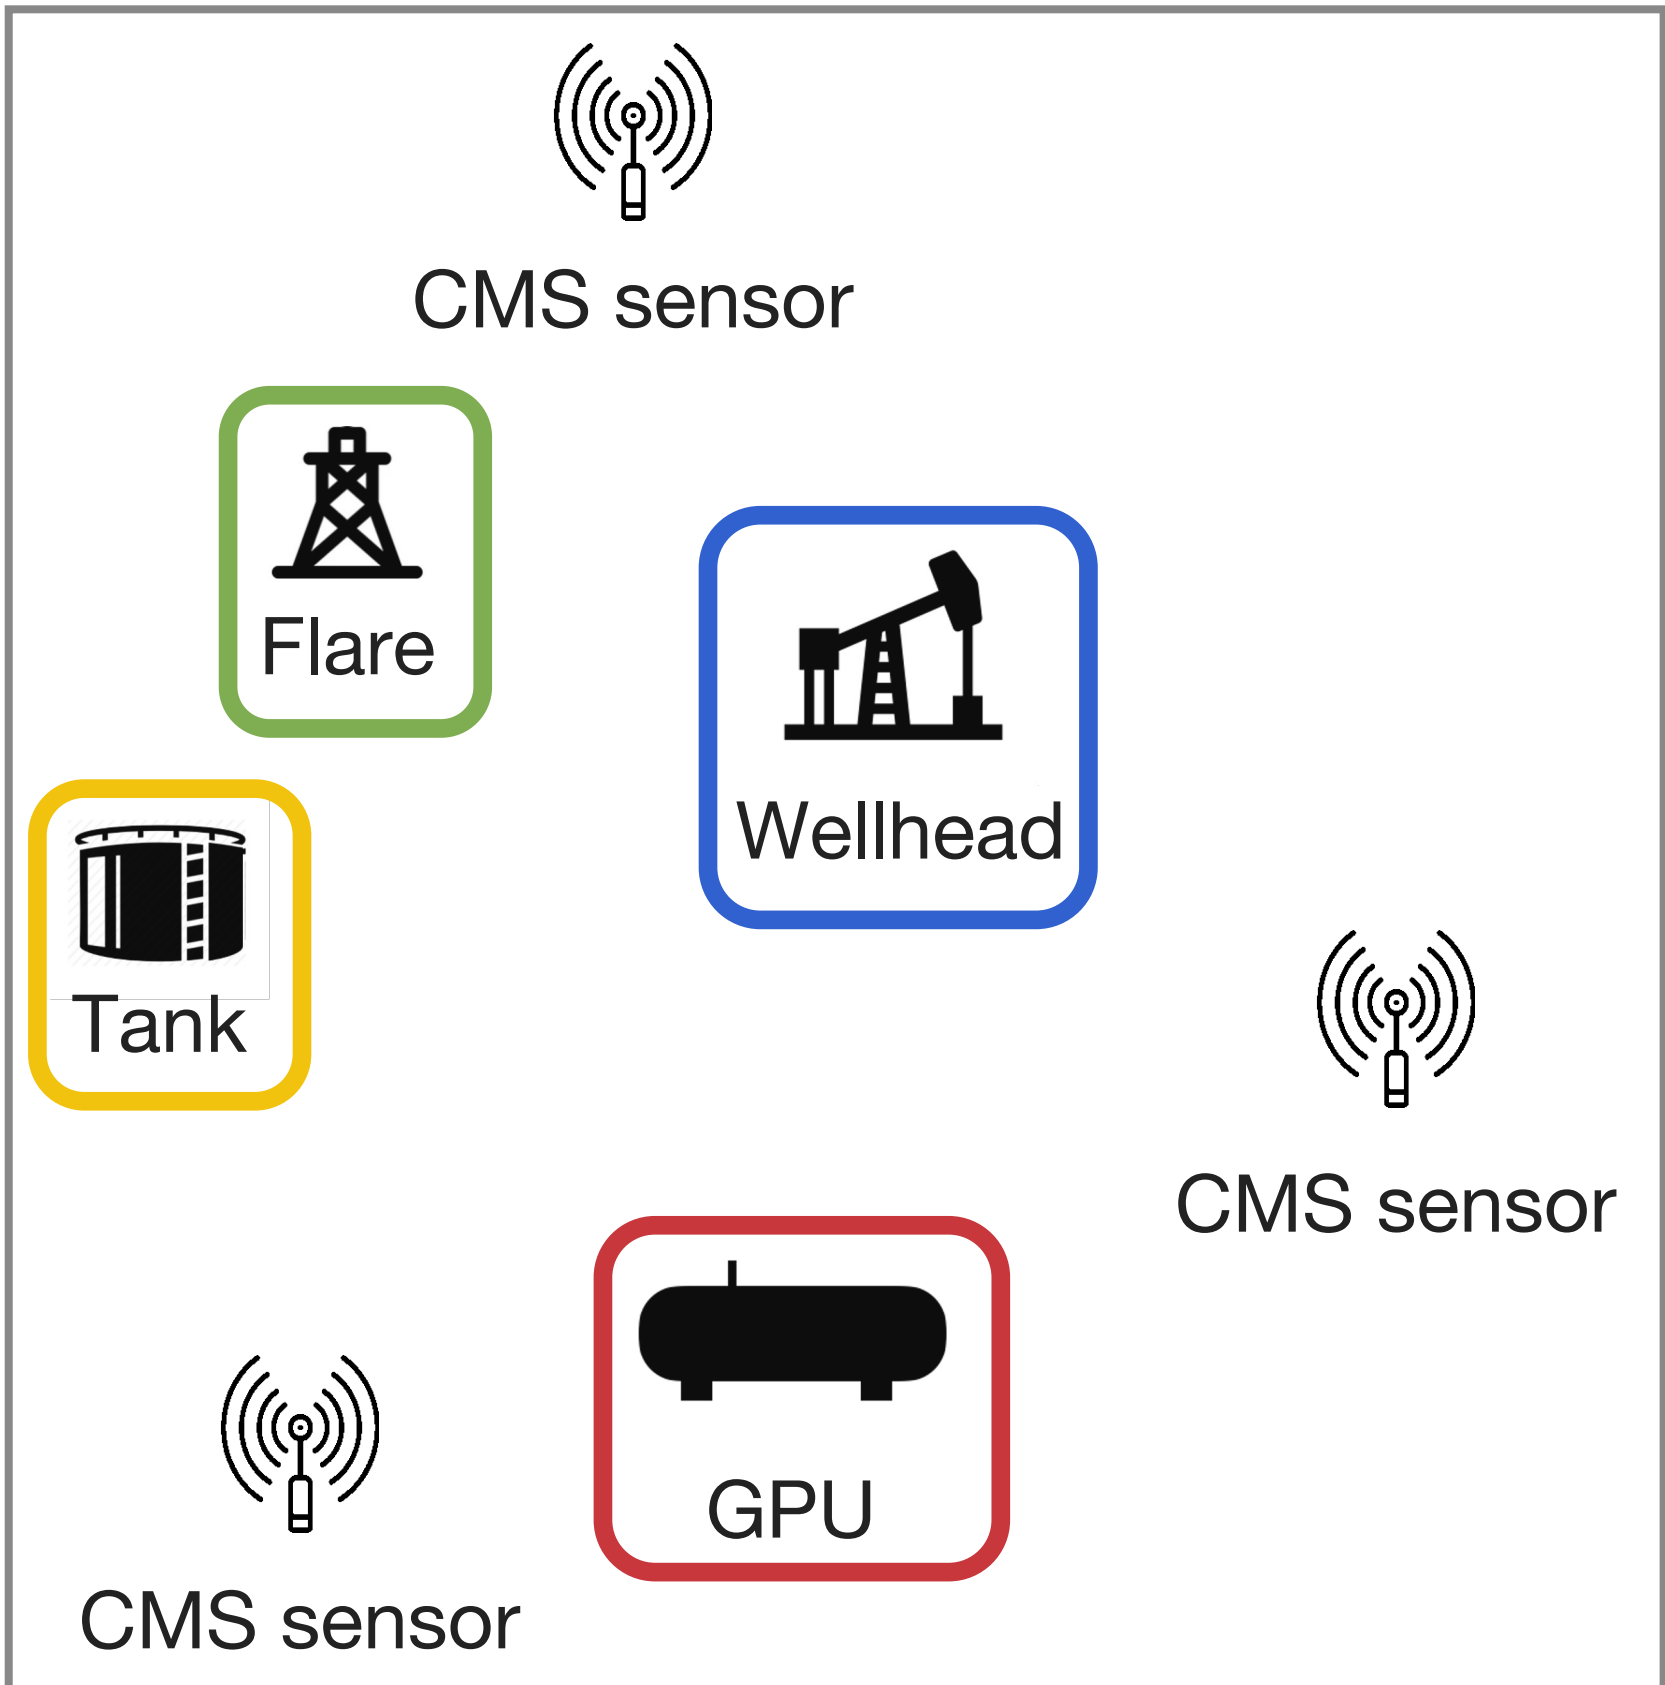 CMS sensor
Flare
Wellhead
Tank
CMS sensor
GPU
CMS sensor